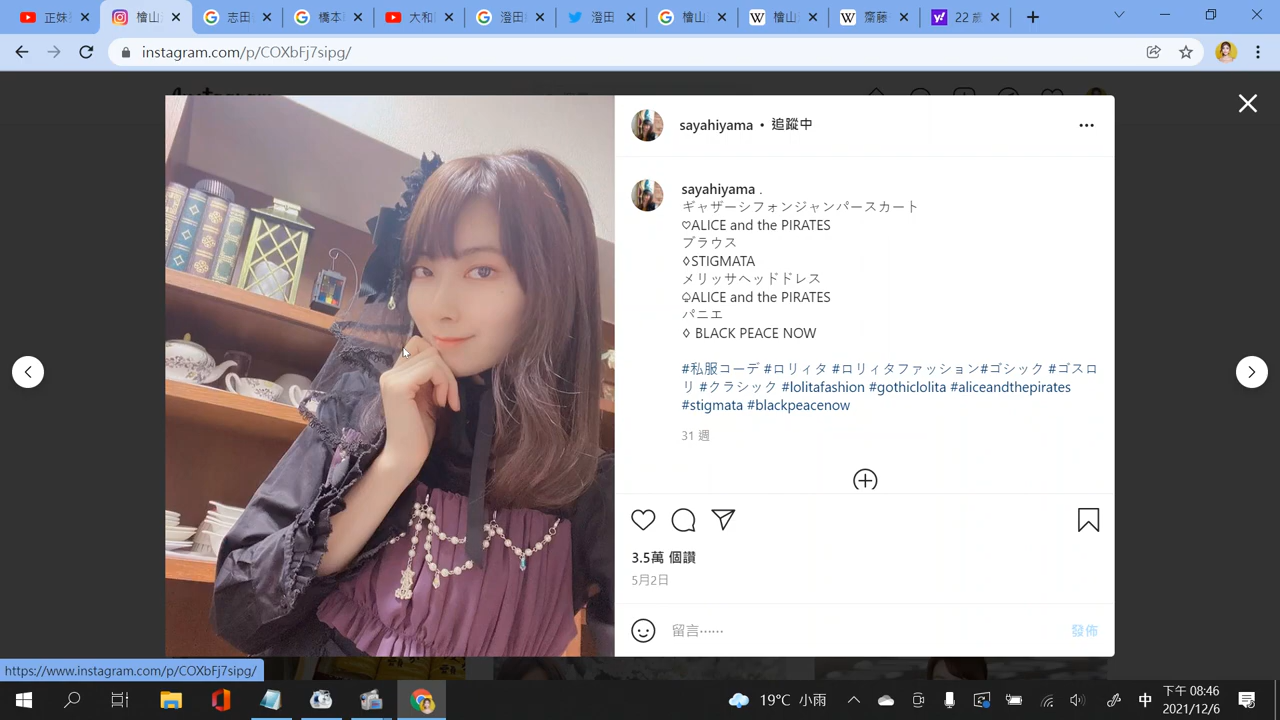 正妹
檜山
志田
橋本
大和
澄田
澄田
檜山
檜山
齋藤
22 歲
instagram.com/p/COXbFj7sipg/
sayahiyama • 追蹤中
sayahiyama .
ギャザーシフォンジャンパースカート
♡ALICE and the PIRATES
ブラウス
◊STIGMATA
メリッサヘッドドレス
♤ALICE and the PIRATES
パニエ
◊ BLACK PEACE NOW
#私服コーデ #ロリィタ #ロリィタファッション#ゴシック #ゴスロ
リ #クラシック #lolitafashion #gothiclolita #aliceandthepirates
#stigmata #blackpeacenow
31 週
3.5萬 個讚
5月2日
留言⋯⋯
發佈
https://www.instagram.com/p/COXbFj7sipg/
19°C 小雨
中
下午 08:46
2021/12/6